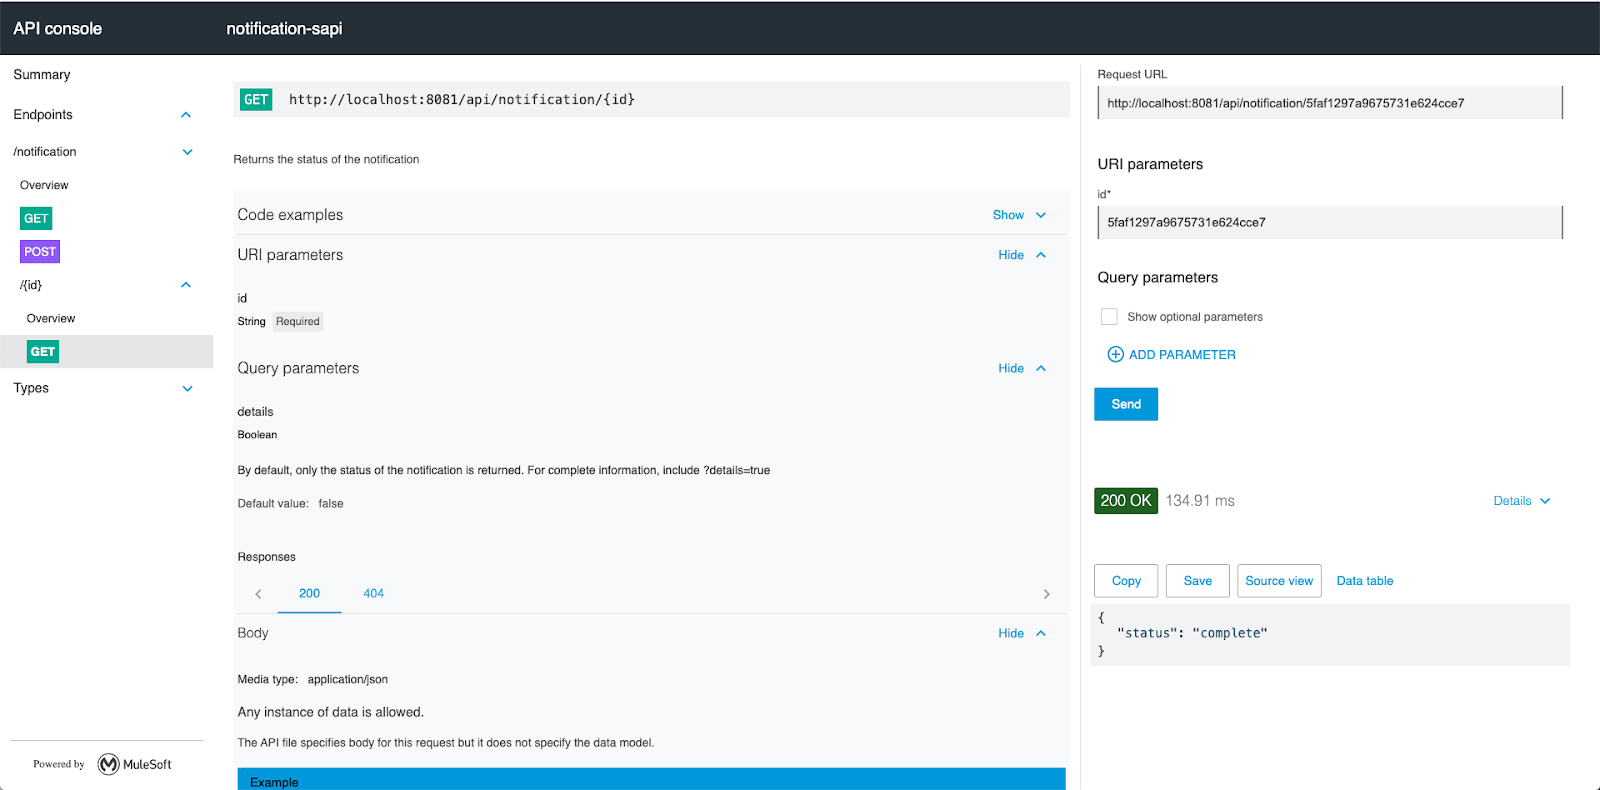 API console
notification-sapi
Summary
Endpoints
/notification
Overview
GET
POST
/{id}
Overview
GET
Types
Powered by MuleSoft
GET http://localhost:8081/api/notification/{id}
Returns the status of the notification
Code examples Show
URI parameters Hide
id
String Required
Query parameters Hide
details
Boolean
By default, only the status of the notification is returned. For complete information, include ?details=true
Default value: false
Responses
200 404
Body Hide
Media type: application/json
Any instance of data is allowed.
The API file specifies body for this request but it does not specify the data model.
Example
Request URL
http://localhost:8081/api/notification/5faf1297a9675731e624cce7
URI parameters
id*
5faf1297a9675731e624cce7
Query parameters
Show optional parameters
ADD PARAMETER
Send
200 OK 134.91 ms Details
Copy Save Source view Data table
{
"status": "complete"
}